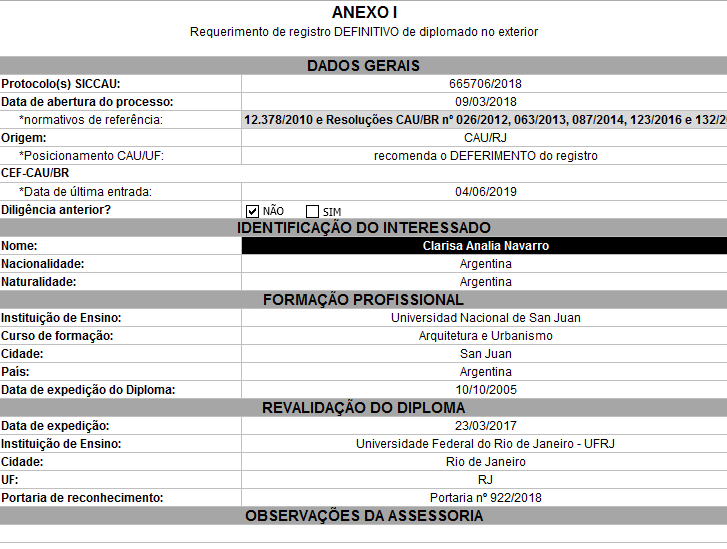 ANEXO I
Requerimento de registro DEFINITIVO de diplomado no exterior
DADOS GERAIS
Protocolo(s) SICCAU: 665706/2018
Data de abertura do processo: 09/03/2018
*normativos de referência: 12.378/2010 e Resoluções CAU/BR nº 026/2012, 063/2013, 087/2014, 123/2016 e 132/20
Origem: CAU/RJ
*Posicionamento CAU/UF: recomenda o DEFERIMENTO do registro
CEF-CAU/BR
*Data de última entrada: 04/06/2019
Diligência anterior? NÃO SIM
IDENTIFICAÇÃO DO INTERESSADO
Nome: Clarisa Analia Navarro
Nacionalidade: Argentina
Naturalidade: Argentina
FORMAÇÃO PROFISSIONAL
Instituição de Ensino: Universidad Nacional de San Juan
Curso de formação: Arquitetura e Urbanismo
Cidade: San Juan
País: Argentina
Data de expedição do Diploma: 10/10/2005
REVALIDAÇÃO DO DIPLOMA
Data de expedição: 23/03/2017
Instituição de Ensino: Universidade Federal do Rio de Janeiro - UFRJ
Cidade: Rio de Janeiro
UF: RJ
Portaria de reconhecimento: Portaria nº 922/2018
OBSERVAÇÕES DA ASSESSORIA